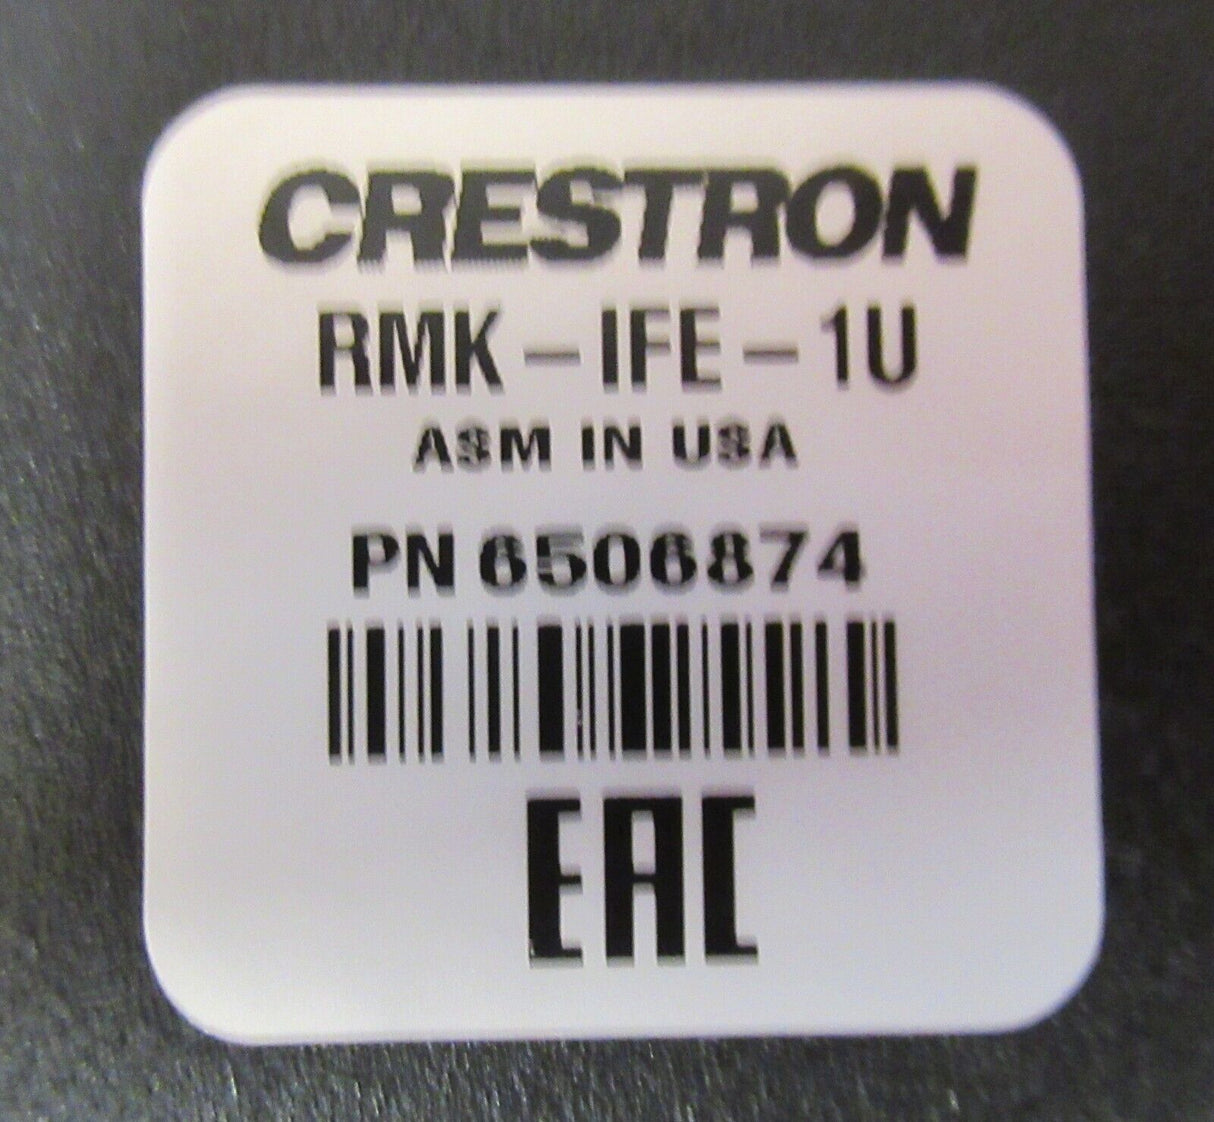 CRESTRON
RMK-IFE-1U
ASM IN USA
PN 6506874
EAC